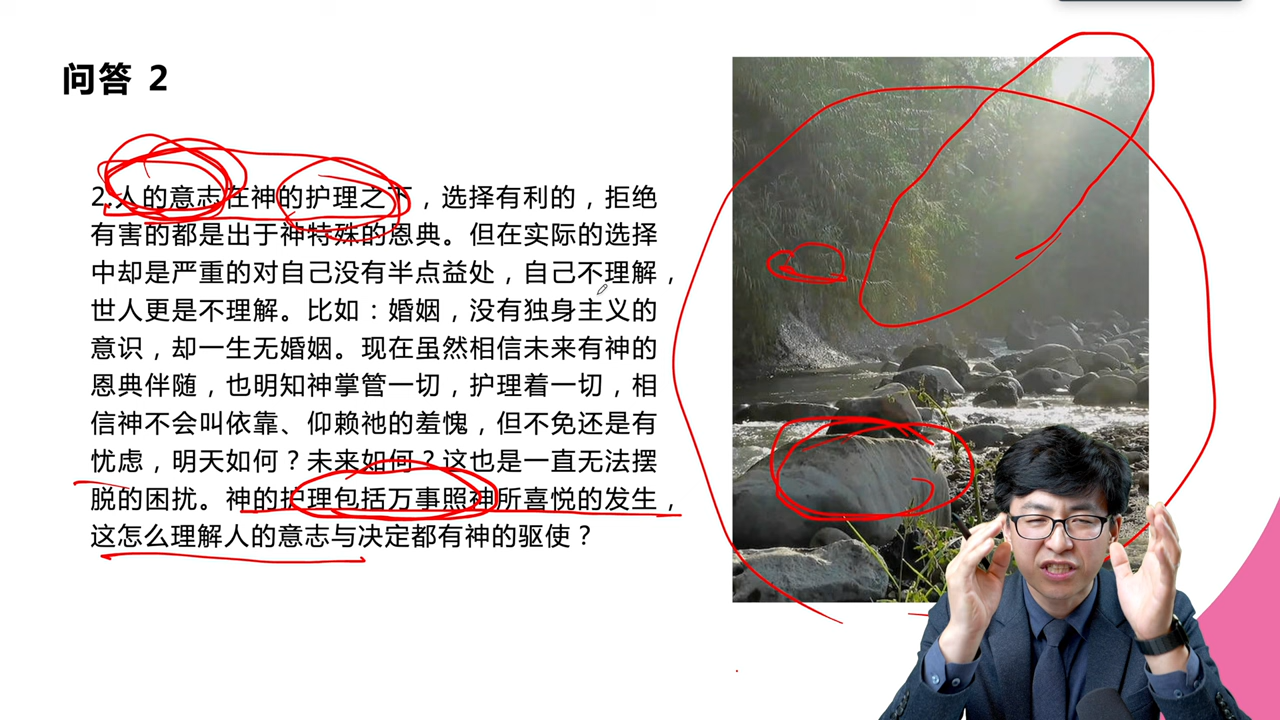 问答 2
2.人的意志在神的护理之下，选择有利的，拒绝
有害的都是出于神特殊的恩典。但在实际的选择
中却是严重的对自己没有半点益处，自己不理解，
世人更是不理解。比如：婚姻，没有独身主义的
意识，却一生无婚姻。现在虽然相信未来有神的
恩典伴随，也明知神掌管一切，护理着一切，相
信神不会叫依靠、仰赖祂的羞愧，但不免还是有
忧虑，明天如何？未来如何？这也是一直无法摆
脱的困扰。神的护理包括万事照神所喜悦的发生，
这怎么理解人的意志与决定都有神的驱使？